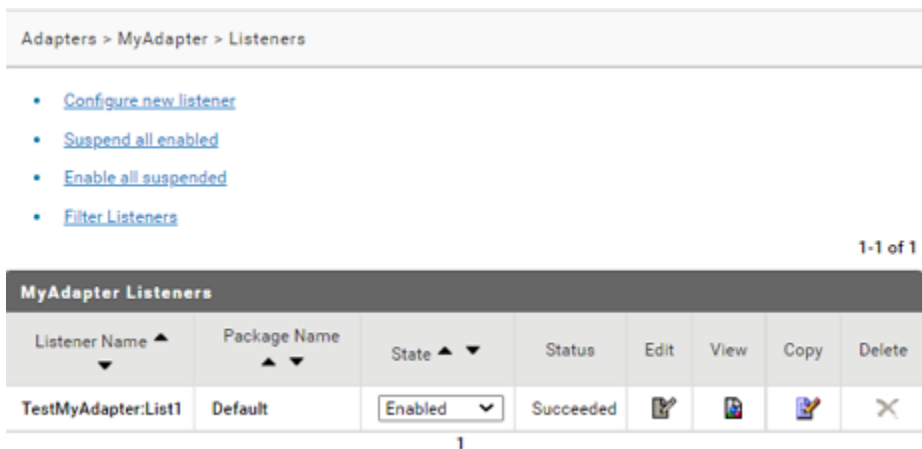 Adapters > MyAdapter > Listeners
Configure new listener
Suspend all enabled
Enable all suspended
Filter Listeners
1-1 of 1
MyAdapter Listeners
Listener Name Package Name State Status Edit View Copy Delete
TestMyAdapter:List1 Default Enabled Succeeded
1